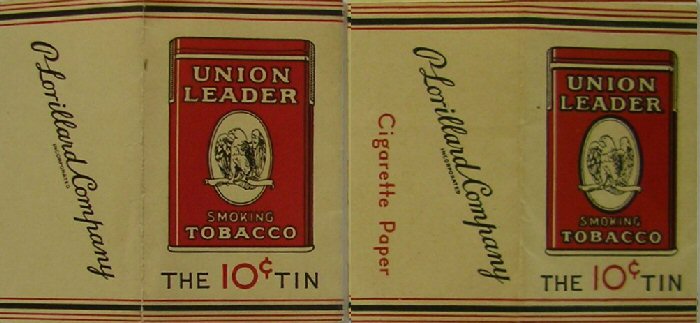 P. Lorillard Company
INCORPORATED
UNION
LEADER
SMOKING
TOBACCO
THE 10¢ TIN
Cigarette Paper
P. Lorillard Company
INCORPORATED
UNION
LEADER
SMOKING
TOBACCO
THE 10¢ TIN